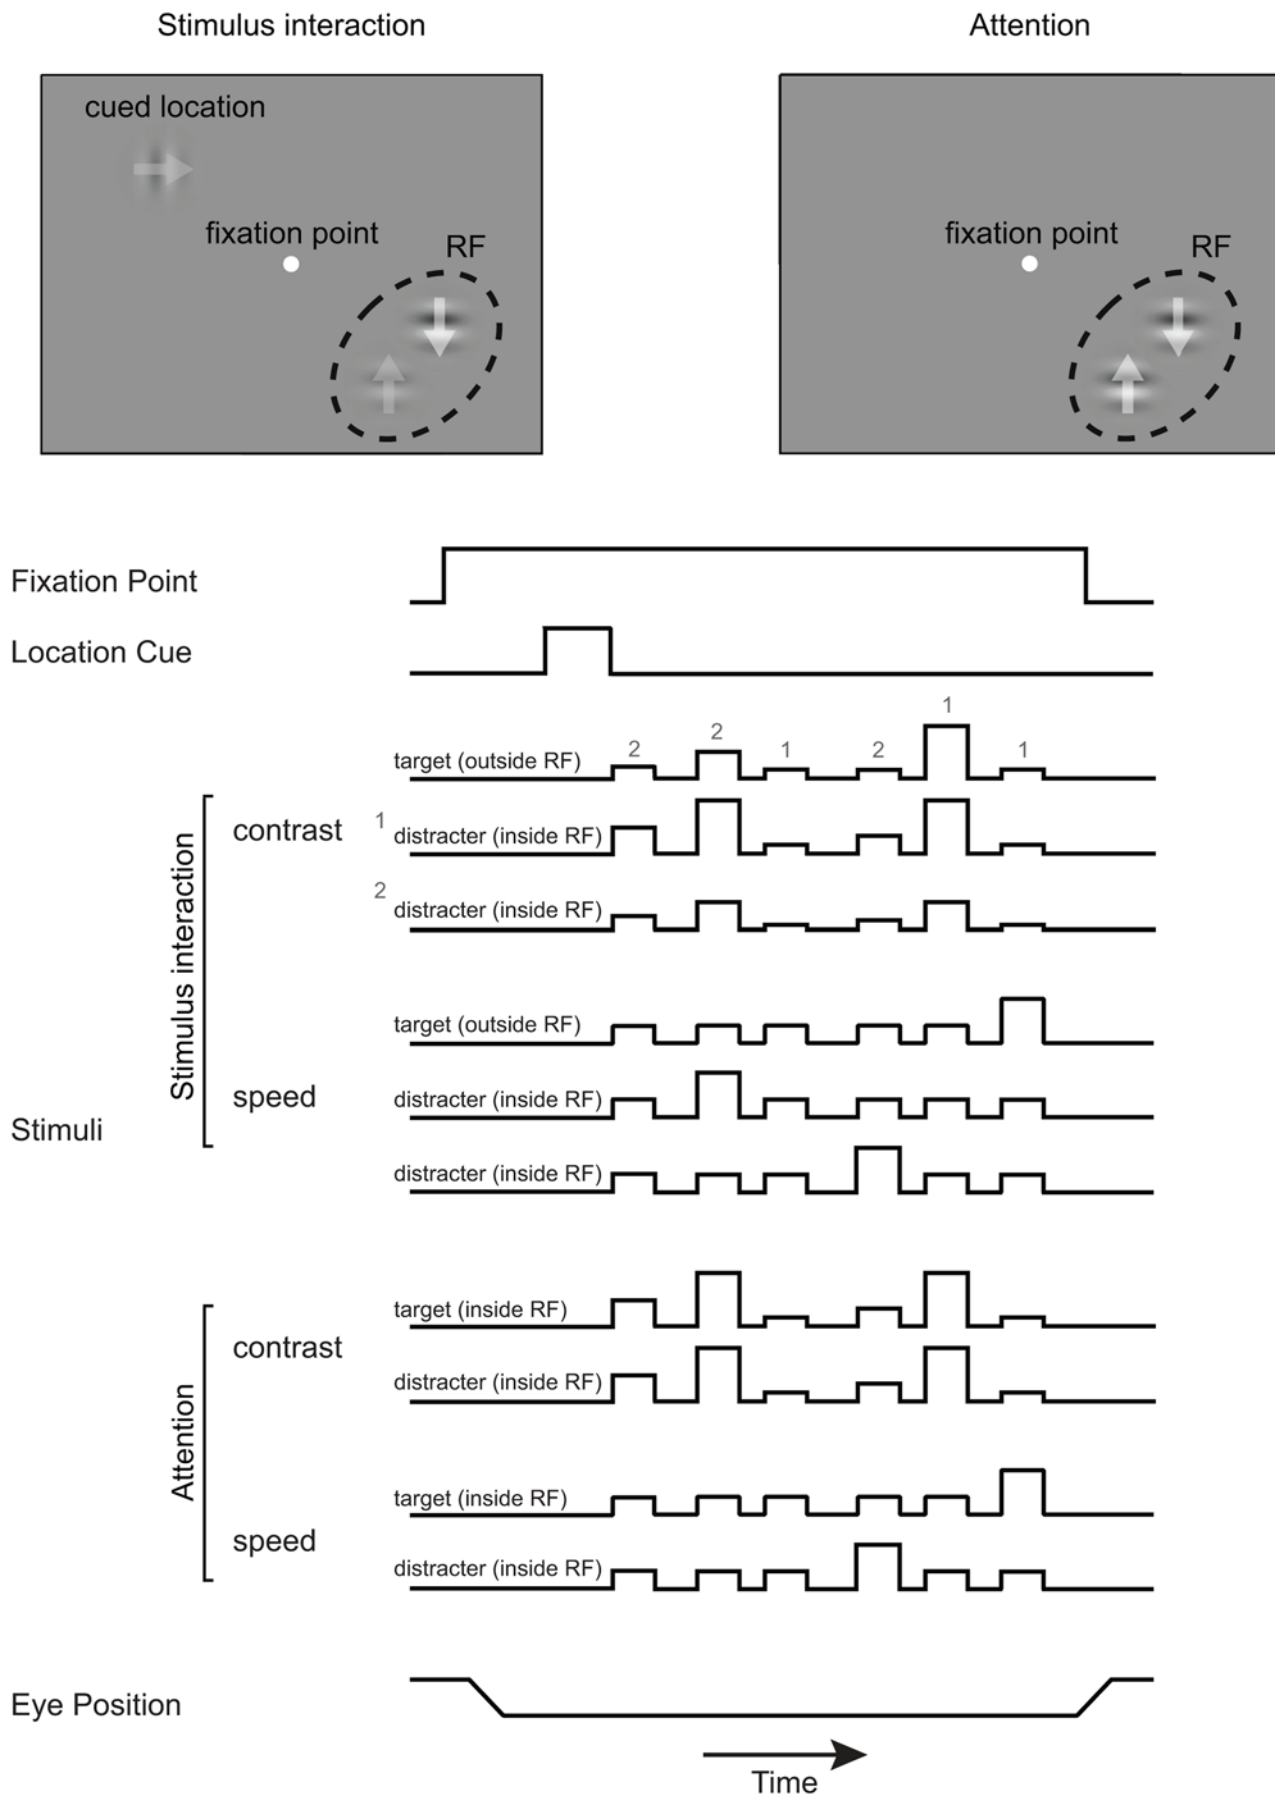 Stimulus interaction
Attention
cued location
fixation point
RF
fixation point
RF
Fixation Point
Location Cue
1
2
2
1
2
1
target (outside RF)
contrast
1
distracter (inside RF)
2
distracter (inside RF)
Stimulus interaction
target (outside RF)
speed
distracter (inside RF)
Stimuli
distracter (inside RF)
target (inside RF)
contrast
distracter (inside RF)
Attention
target (inside RF)
speed
distracter (inside RF)
Eye Position
Time